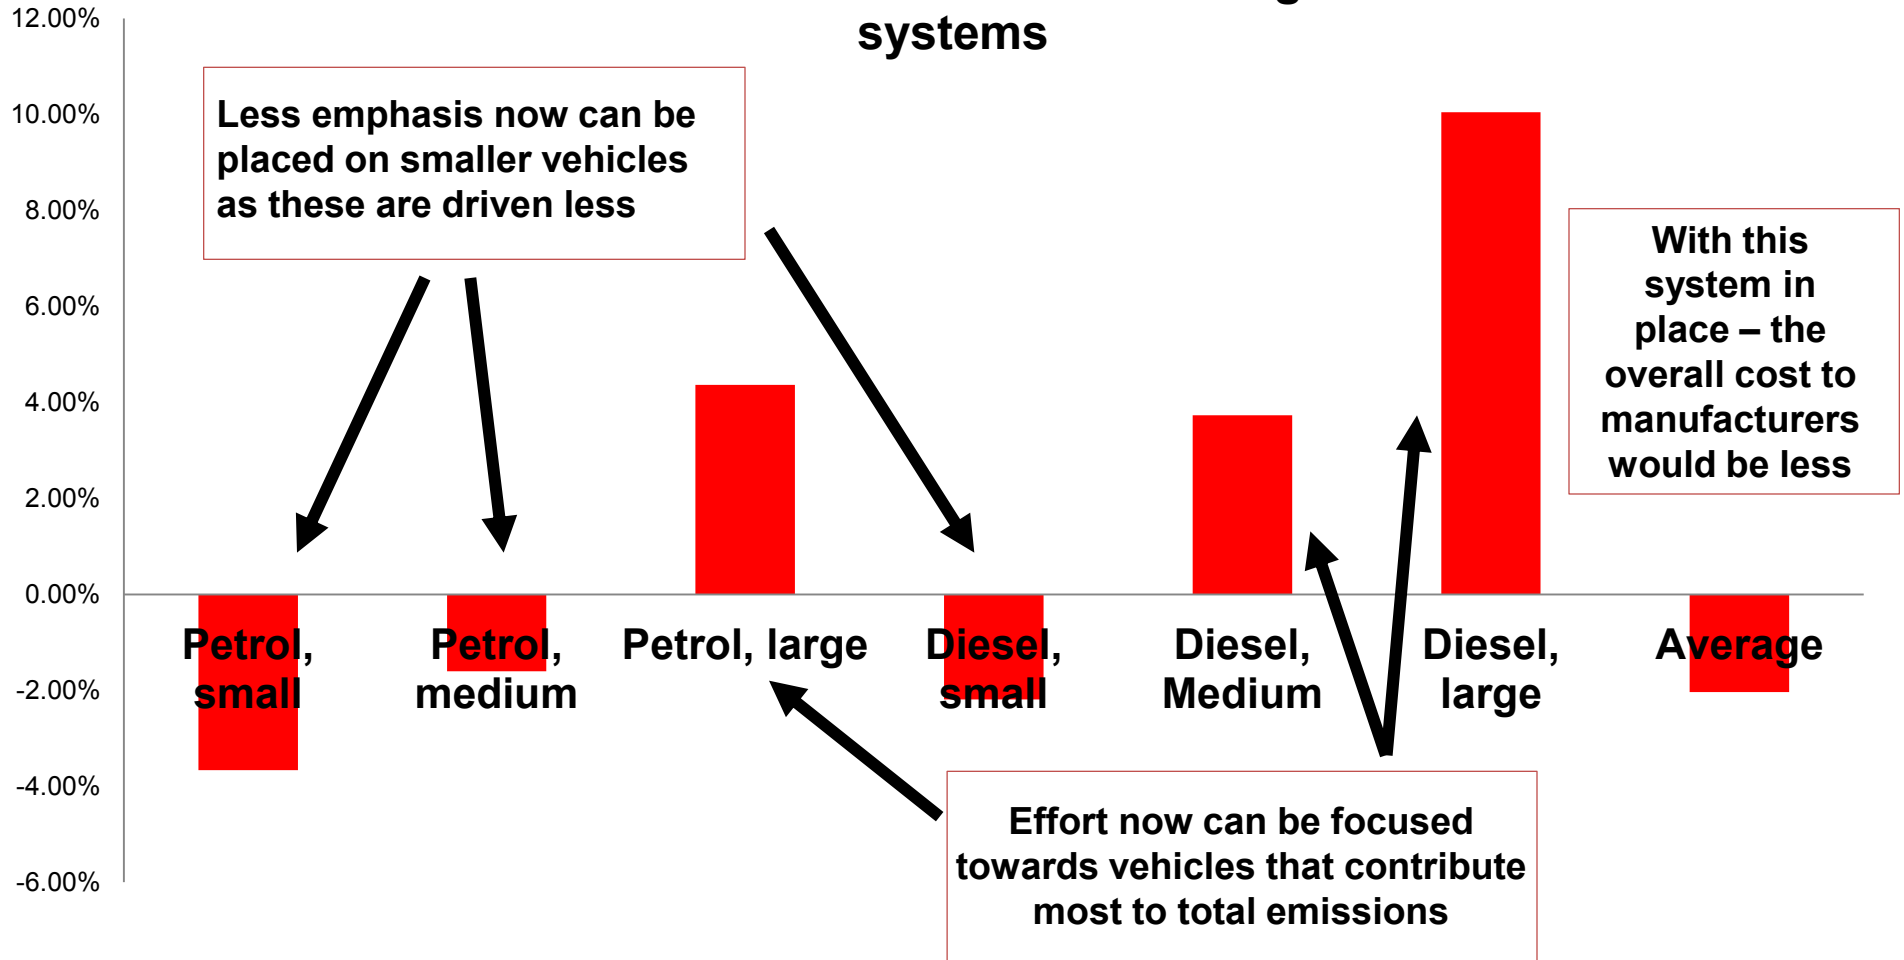 systems
12.00%
10.00%
8.00%
6.00%
4.00%
2.00%
0.00%
-2.00%
-4.00%
-6.00%
Less emphasis now can be
placed on smaller vehicles
as these are driven less
With this
system in
place – the
overall cost to
manufacturers
would be less
Petrol,
small
Petrol,
medium
Petrol, large
Diesel,
small
Diesel,
Medium
Diesel,
large
Average
Effort now can be focused
towards vehicles that contribute
most to total emissions